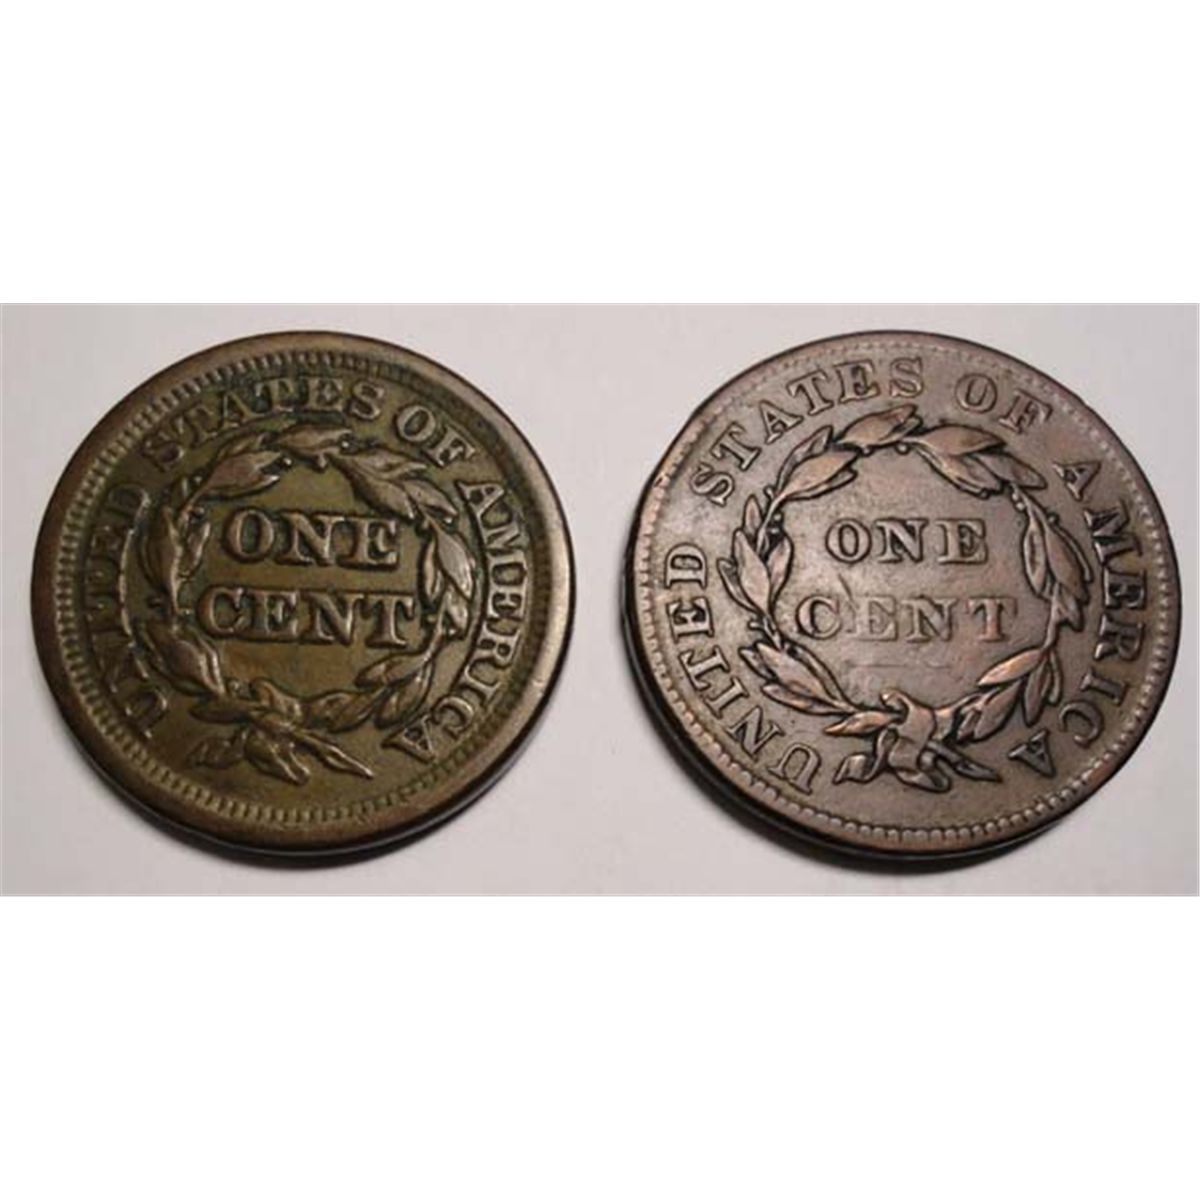 UNITED STATES OF AMERICA
ONE
CENT
UNITED STATES OF AMERICA
ONE
CENT